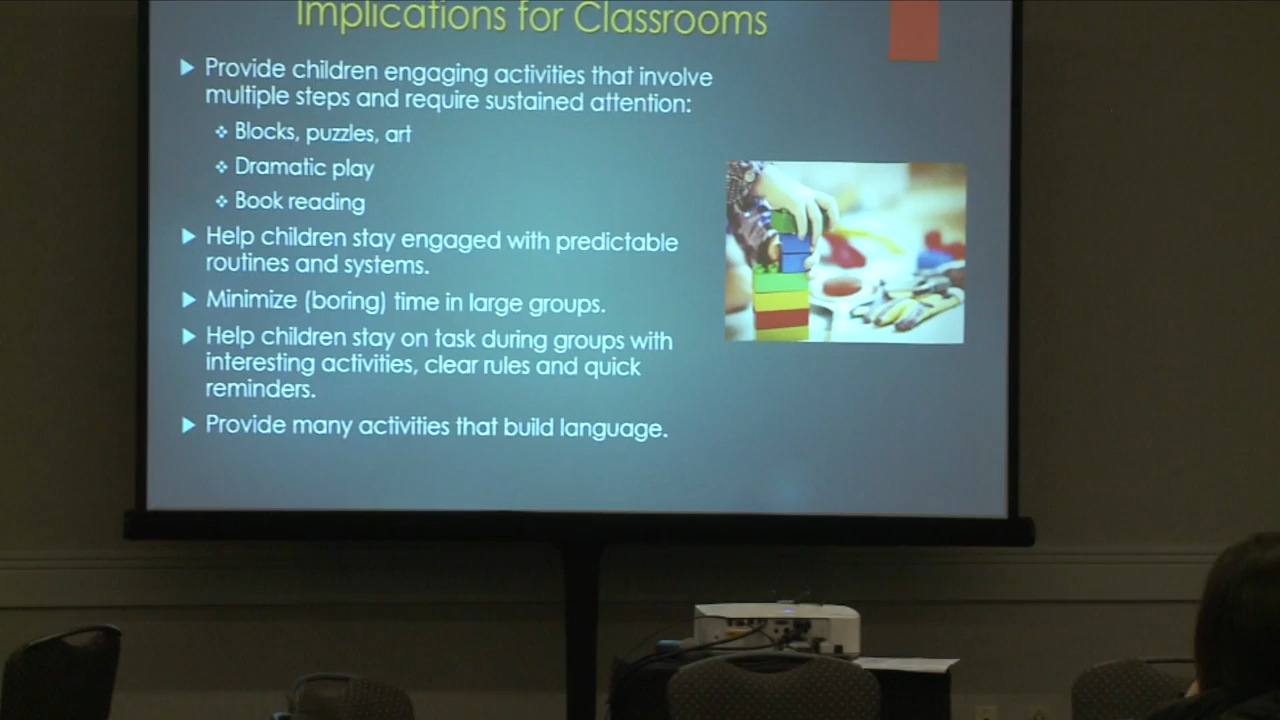 Implications for Classrooms
Provide children engaging activities that involve
multiple steps and require sustained attention:
Blocks, puzzles, art
Dramatic play
Book reading
Help children stay engaged with predictable
routines and systems.
Minimize (boring) time in large groups.
Help children stay on task during groups with
interesting activities, clear rules and quick
reminders.
Provide many activities that build language.